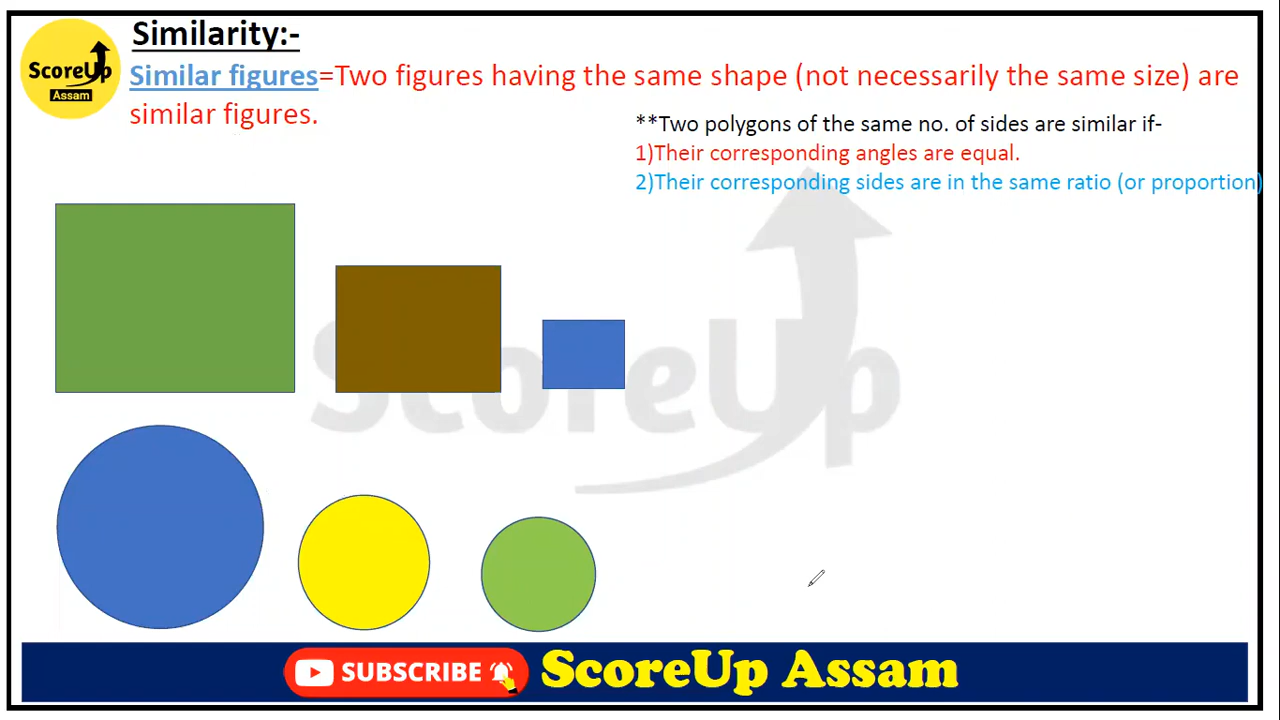 Similarity:-
ScoreUp
Assam
Similar figures=Two figures having the same shape (not necessarily the same size) are
similar figures.
**Two polygons of the same no. of sides are similar if-
1)Their corresponding angles are equal.
2)Their corresponding sides are in the same ratio (or proportion)
ScoreUp
SUBSCRIBE
ScoreUp Assam